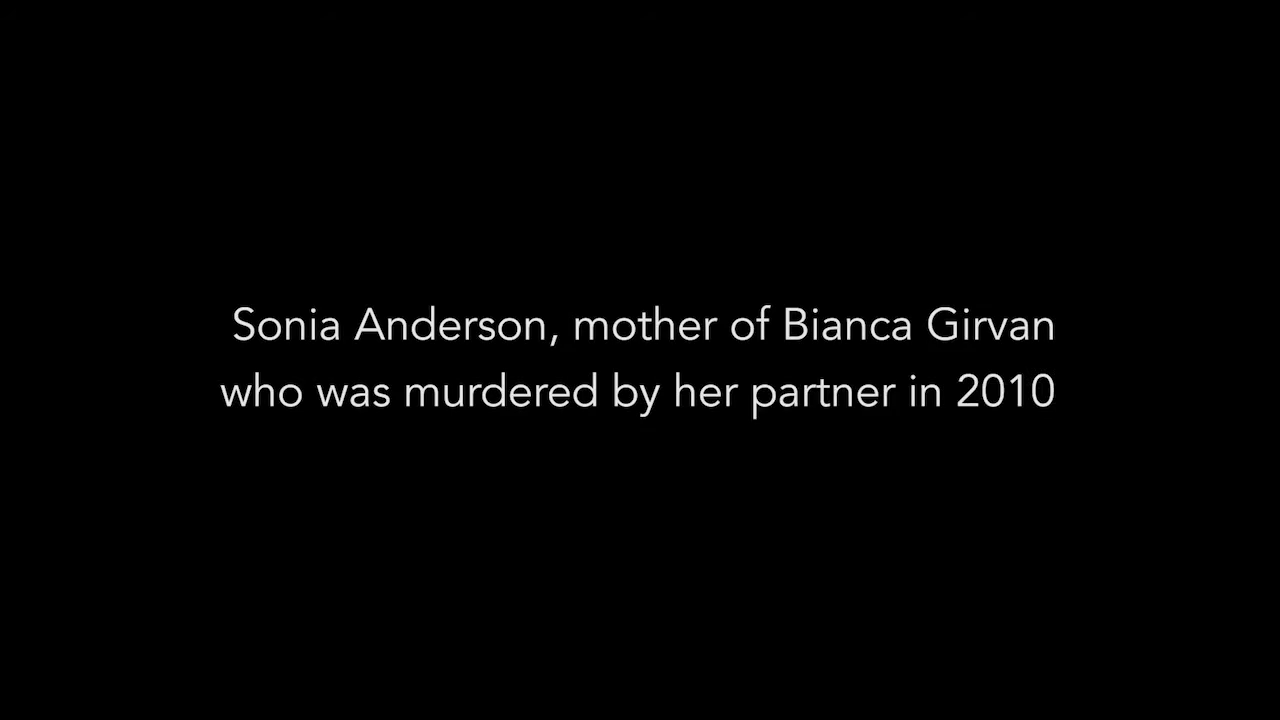 Sonia Anderson, mother of Bianca Girvan
who was murdered by her partner in 2010